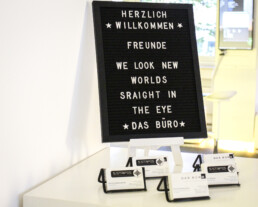 HERZLICH
★ WILLKOMMEN ★
FREUNDE
WE LOOK NEW
WORLDS
SRAIGHT IN
THE EYE
★ DAS BÜRO ★